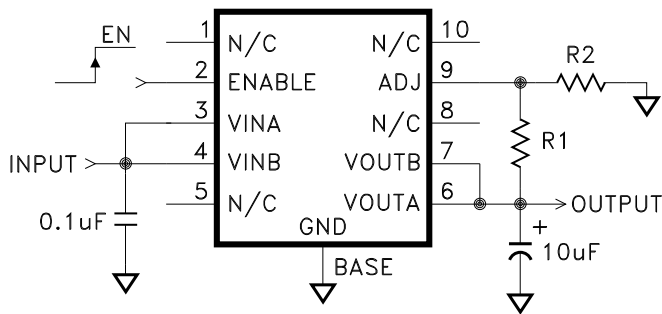 EN
1 N/C N/C 10
2 ENABLE ADJ 9 R2
3 VINA N/C 8 R1
INPUT 4 VINB VOUTB 7
5 N/C VOUTA 6 OUTPUT
0.1uF GND + 10uF
BASE